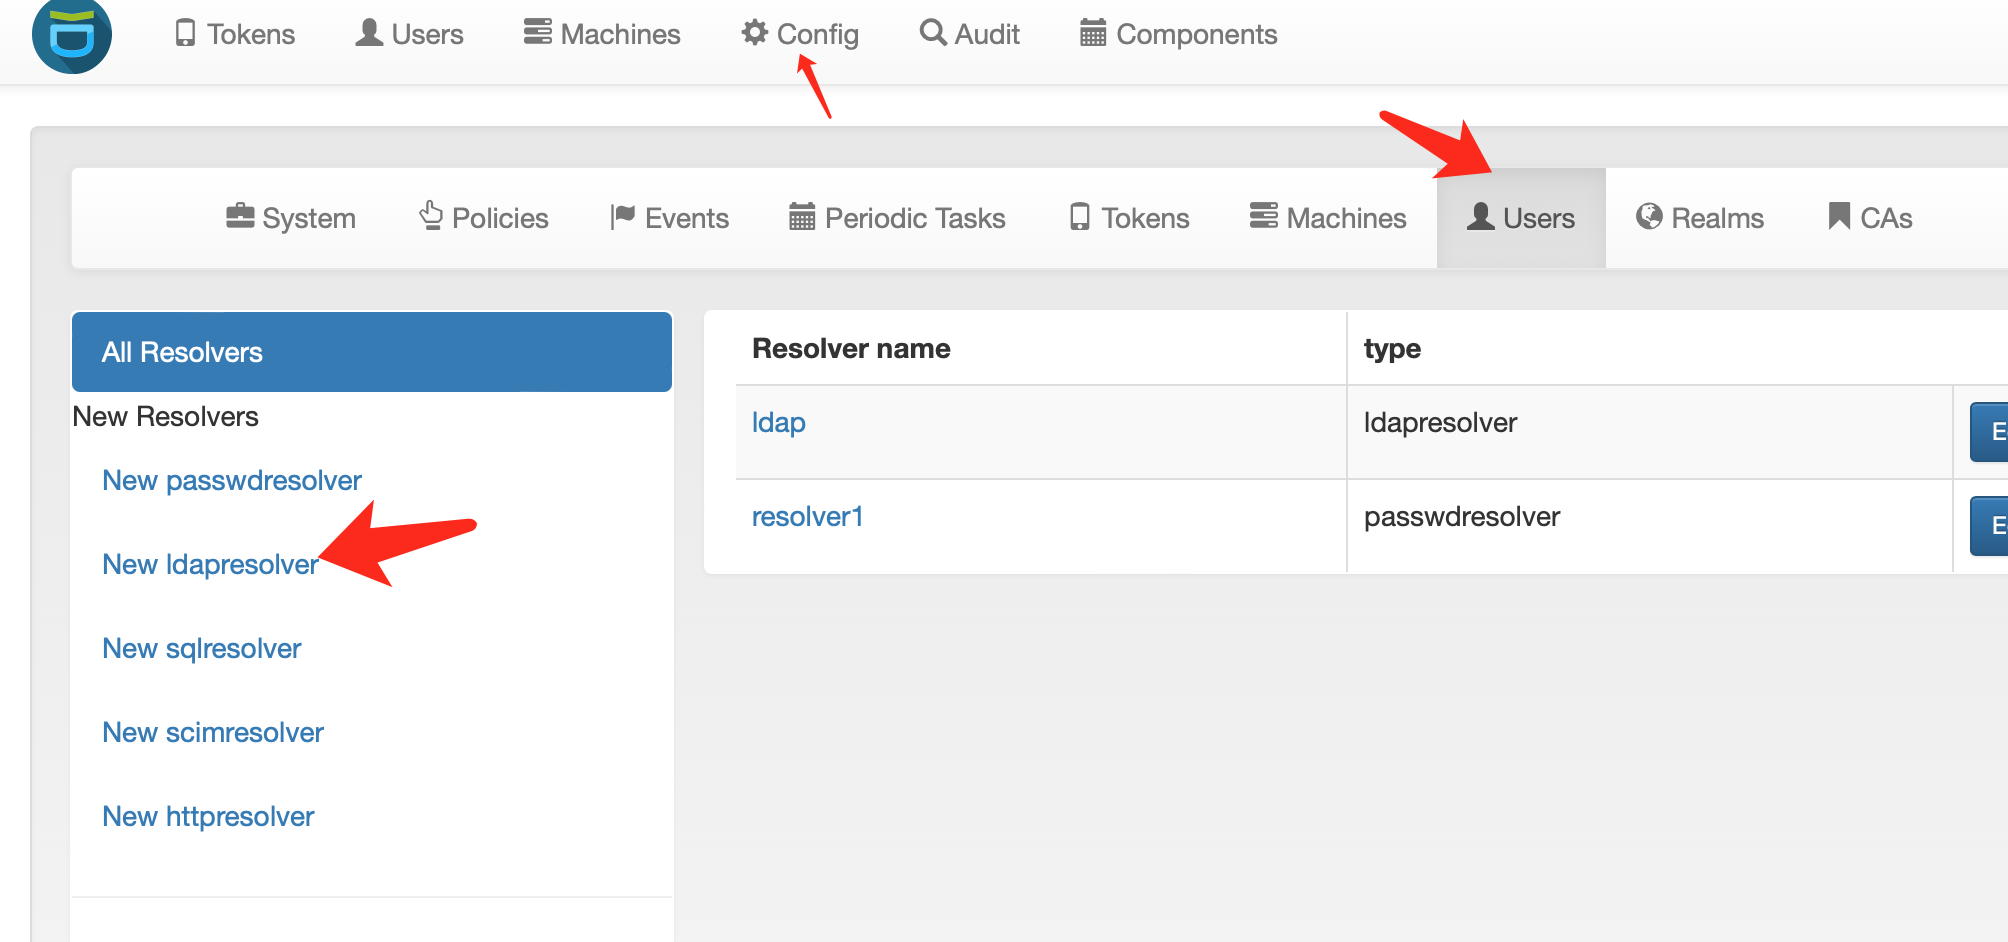 Tokens Users Machines Config Audit Components
System Policies Events Periodic Tasks Tokens Machines Users Realms CAs
All Resolvers
New Resolvers
New passwdresolver
New ldapresolver
New sqlresolver
New scimresolver
New httpresolver
Resolver name type
ldap ldapresolver
resolver1 passwdresolver